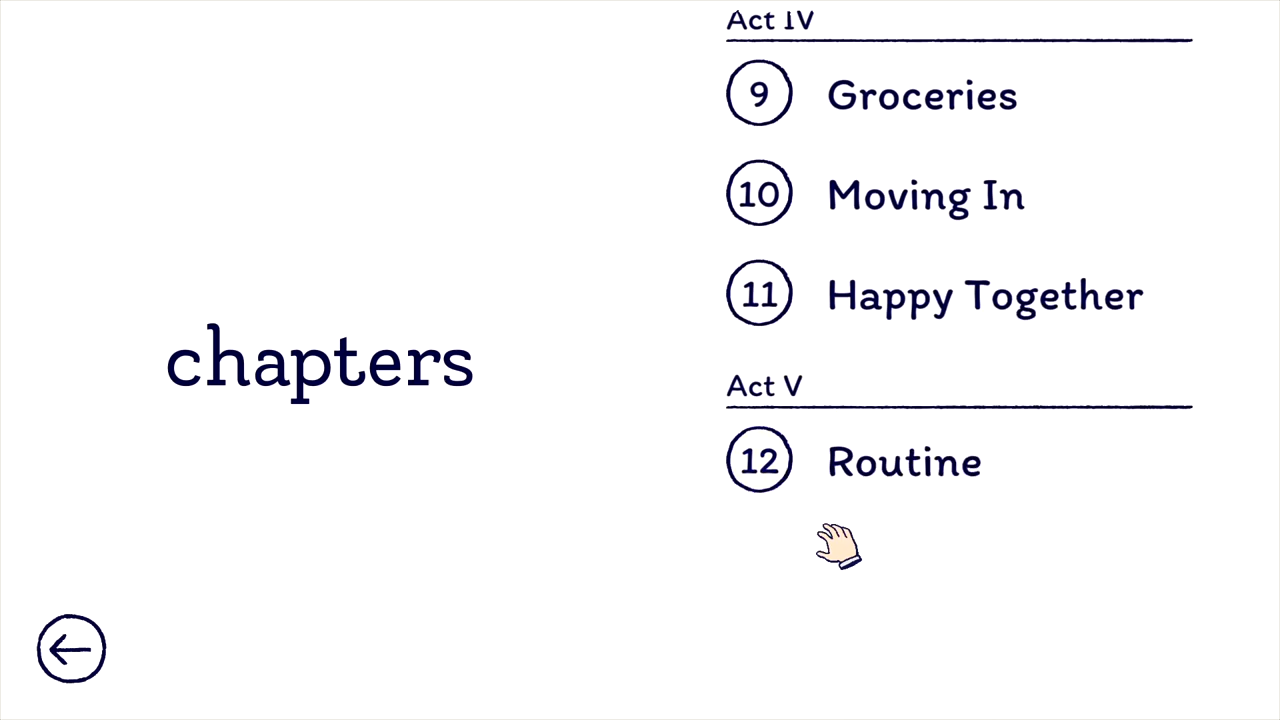 chapters
Act IV
9 Groceries
10 Moving In
11 Happy Together
Act V
12 Routine